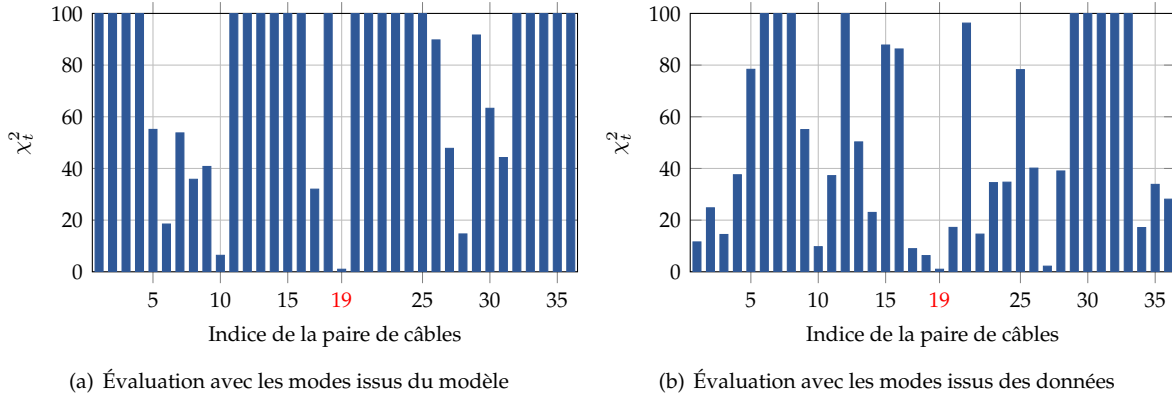 100
80
60
40
20
0
χ²ₜ
5 10 15 19 25 30 35
Indice de la paire de câbles
(a) Évaluation avec les modes issus du modèle
100
80
60
40
20
0
χ²ₜ
5 10 15 19 25 30 35
Indice de la paire de câbles
(b) Évaluation avec les modes issus des données